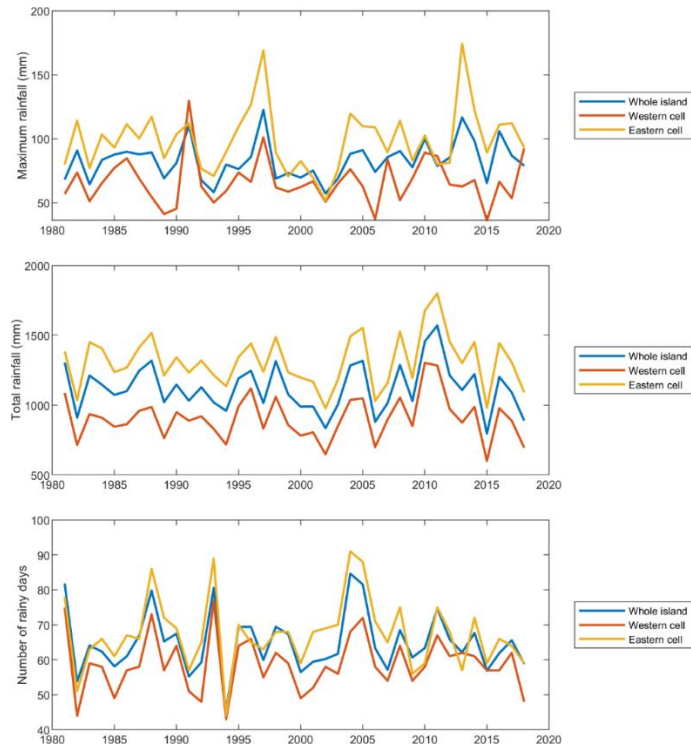 200
150
100
50
Maximum rainfall (mm)
1980 1985 1990 1995 2000 2005 2010 2015 2020
Whole island
Western cell
Eastern cell
2000
1500
1000
500
Total rainfall (mm)
1980 1985 1990 1995 2000 2005 2010 2015 2020
Whole island
Western cell
Eastern cell
100
90
80
70
60
50
40
Number of rainy days
1980 1985 1990 1995 2000 2005 2010 2015 2020
Whole island
Western cell
Eastern cell